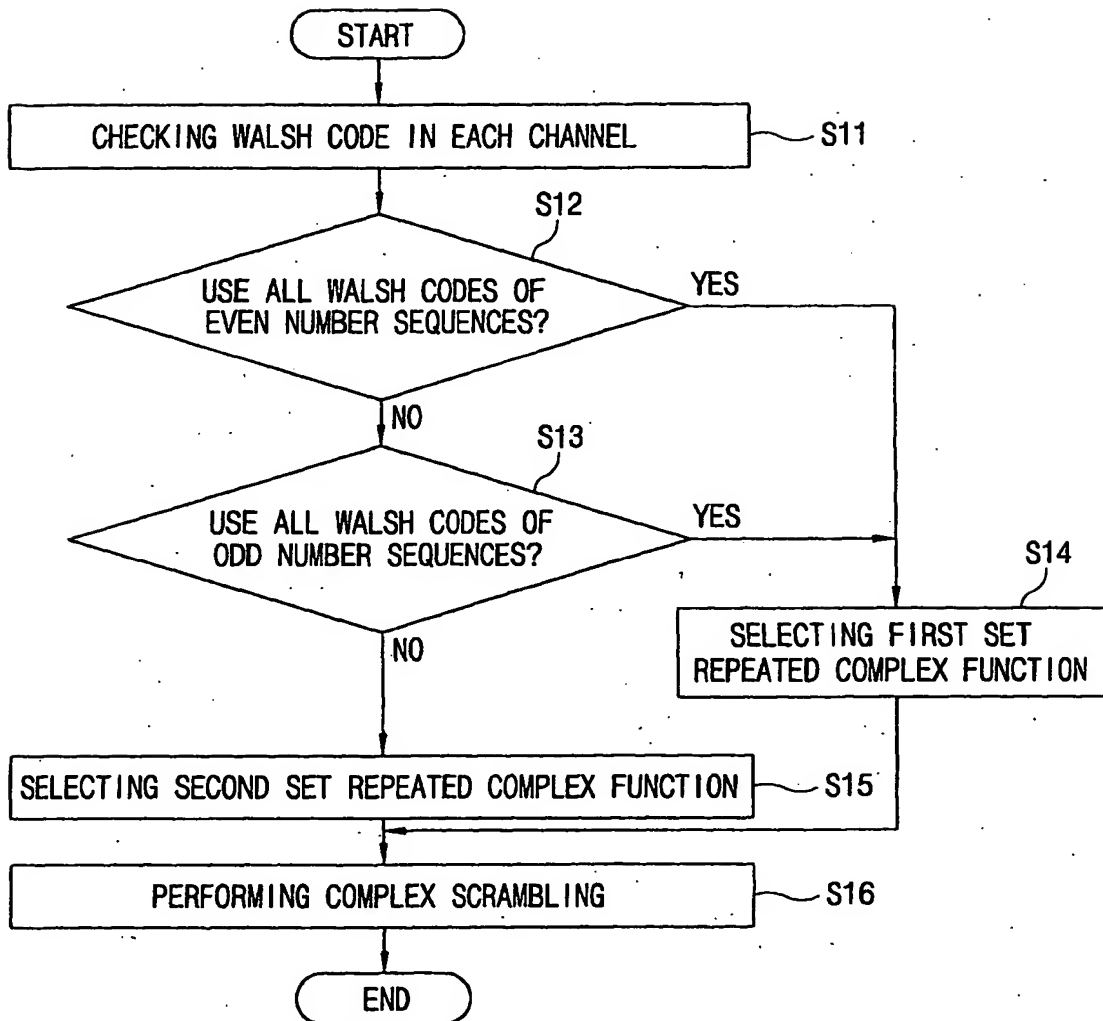 START
CHECKING WALSH CODE IN EACH CHANNEL
S11
S12
USE ALL WALSH CODES OF
EVEN NUMBER SEQUENCES?
YES
NO
S13
USE ALL WALSH CODES OF
ODD NUMBER SEQUENCES?
YES
NO
S14
SELECTING FIRST SET
REPEATED COMPLEX FUNCTION
SELECTING SECOND SET REPEATED COMPLEX FUNCTION
S15
PERFORMING COMPLEX SCRAMBLING
S16
END